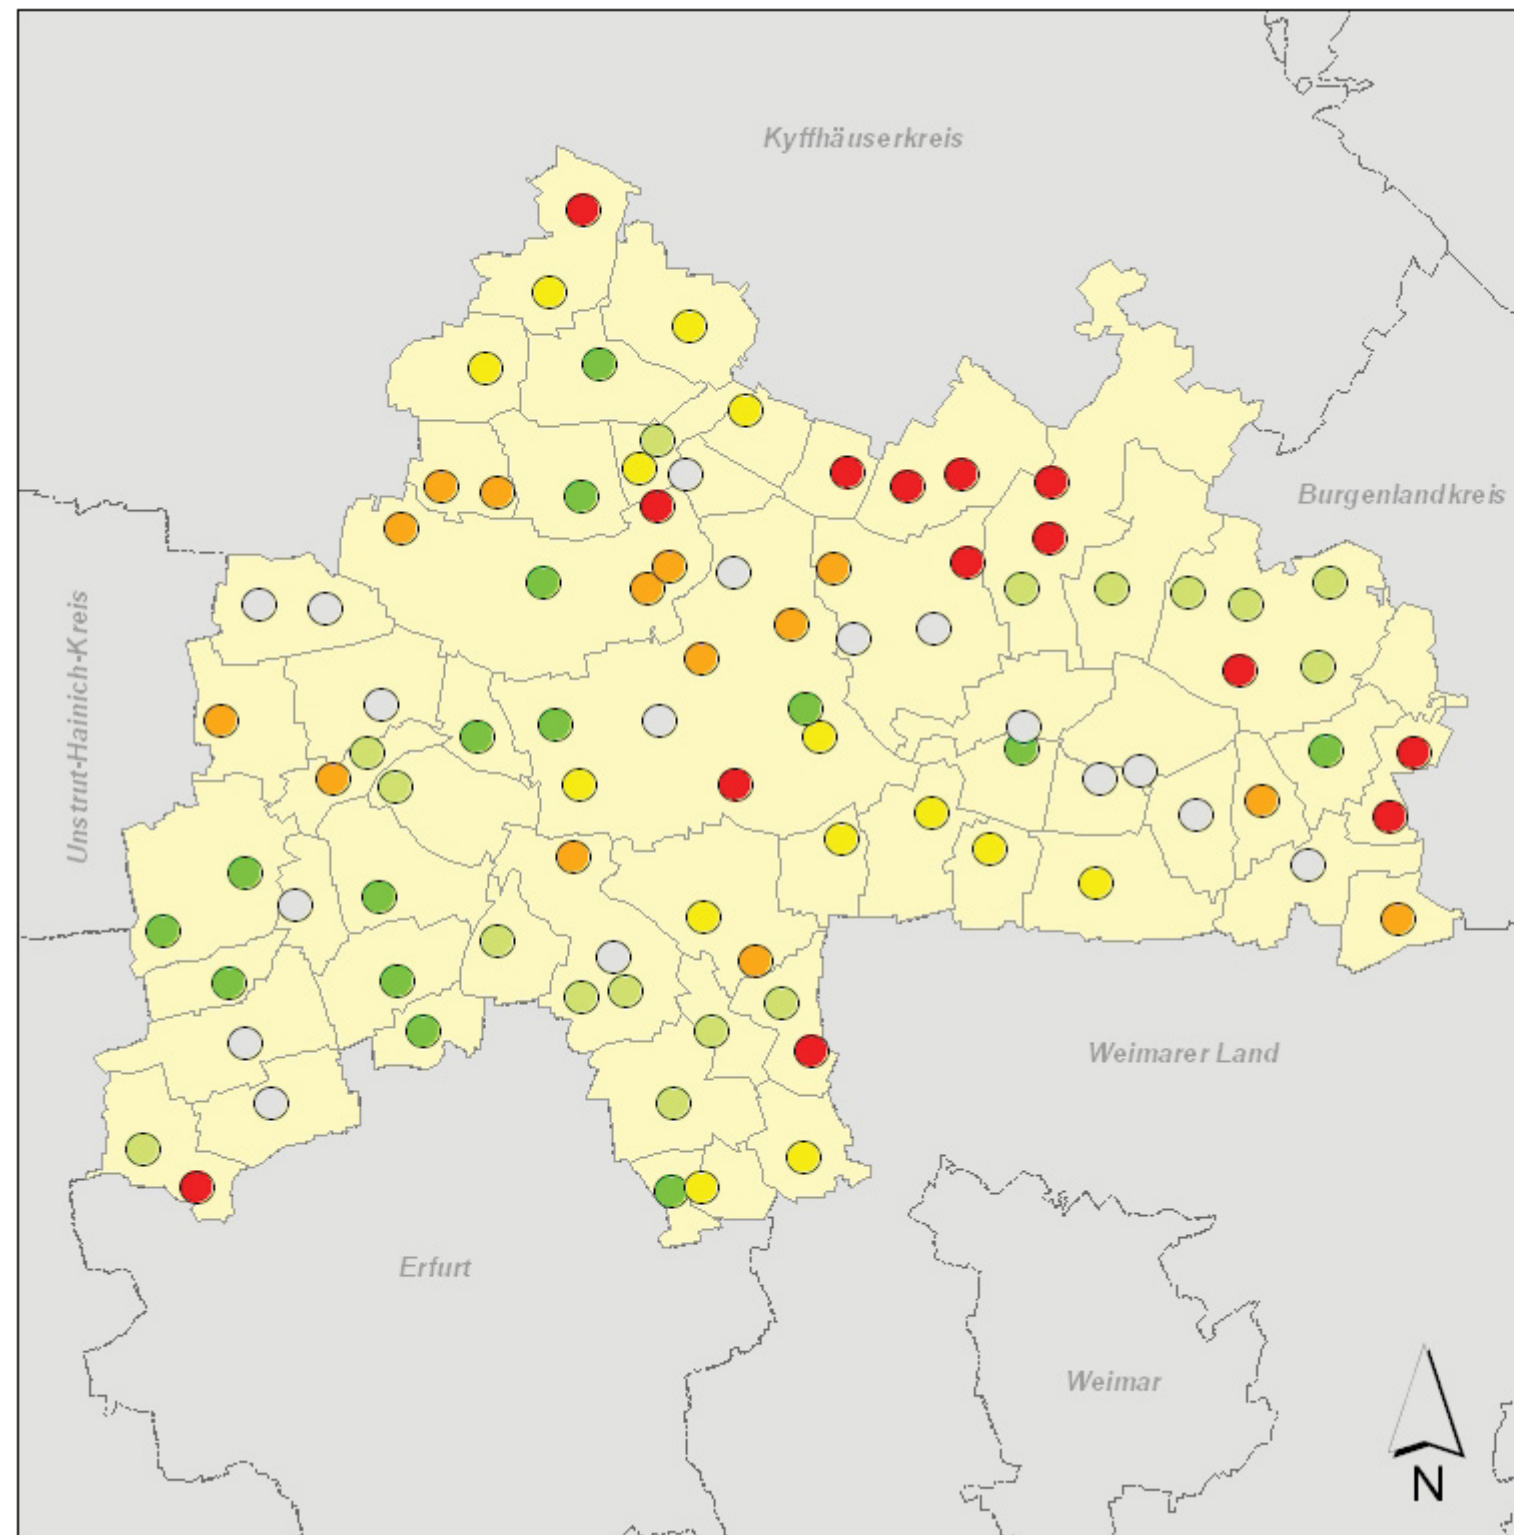 Kyffhäuserkreis
Burgenlandkreis
Unstrut-Hainich-Kreis
Weimarer Land
Erfurt
Weimar
N